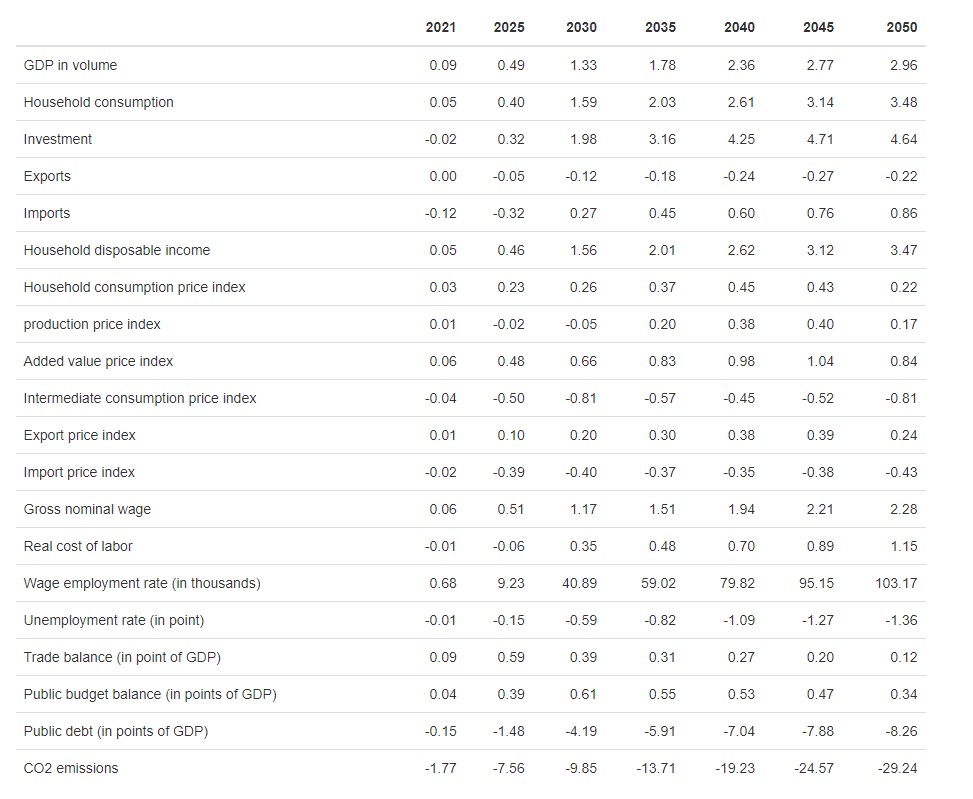 2021 2025 2030 2035 2040 2045 2050
GDP in volume 0.09 0.49 1.33 1.78 2.36 2.77 2.96
Household consumption 0.05 0.40 1.59 2.03 2.61 3.14 3.48
Investment -0.02 0.32 1.98 3.16 4.25 4.71 4.64
Exports 0.00 -0.05 -0.12 -0.18 -0.24 -0.27 -0.22
Imports -0.12 -0.32 0.27 0.45 0.60 0.76 0.86
Household disposable income 0.05 0.46 1.56 2.01 2.62 3.12 3.47
Household consumption price index 0.03 0.23 0.26 0.37 0.45 0.43 0.22
production price index 0.01 -0.02 -0.05 0.20 0.38 0.40 0.17
Added value price index 0.06 0.48 0.66 0.83 0.98 1.04 0.84
Intermediate consumption price index -0.04 -0.50 -0.81 -0.57 -0.45 -0.52 -0.81
Export price index 0.01 0.10 0.20 0.30 0.38 0.39 0.24
Import price index -0.02 -0.39 -0.40 -0.37 -0.35 -0.38 -0.43
Gross nominal wage 0.06 0.51 1.17 1.51 1.94 2.21 2.28
Real cost of labor -0.01 -0.06 0.35 0.48 0.70 0.89 1.15
Wage employment rate (in thousands) 0.68 9.23 40.89 59.02 79.82 95.15 103.17
Unemployment rate (in point) -0.01 -0.15 -0.59 -0.82 -1.09 -1.27 -1.36
Trade balance (in point of GDP) 0.09 0.59 0.39 0.31 0.27 0.20 0.12
Public budget balance (in points of GDP) 0.04 0.39 0.61 0.55 0.53 0.47 0.34
Public debt (in points of GDP) -0.15 -1.48 -4.19 -5.91 -7.04 -7.88 -8.26
CO2 emissions -1.77 -7.56 -9.85 -13.71 -19.23 -24.57 -29.24